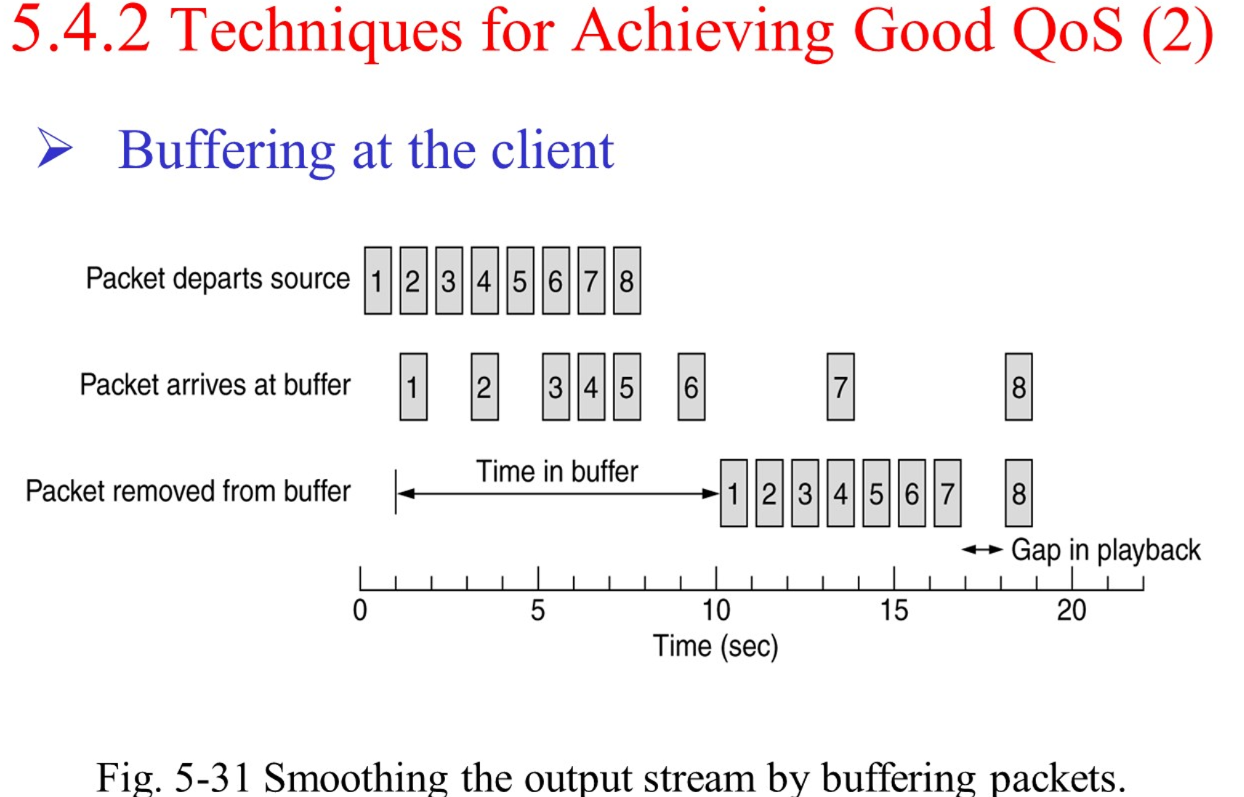 5.4.2 Techniques for Achieving Good QoS (2)
➢ Buffering at the client
Packet departs source 1 2 3 4 5 6 7 8
Packet arrives at buffer 1 2 3 4 5 6 7 8
Time in buffer
Packet removed from buffer 1 2 3 4 5 6 7 8
Gap in playback
0 5 10 15 20
Time (sec)
Fig. 5-31 Smoothing the output stream by buffering packets.